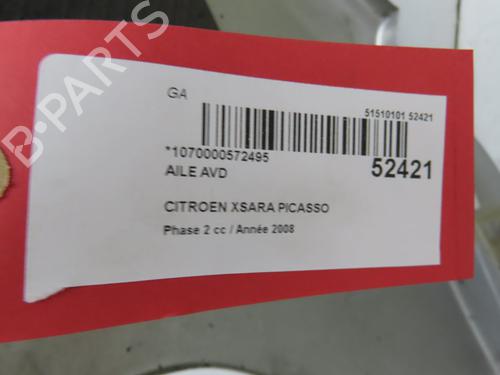 GA
51510101 52421
*1070000572495
52421
AILE AVD
CITROEN XSARA PICASSO
Phase 2 cc / Année 2008
B-PARTS